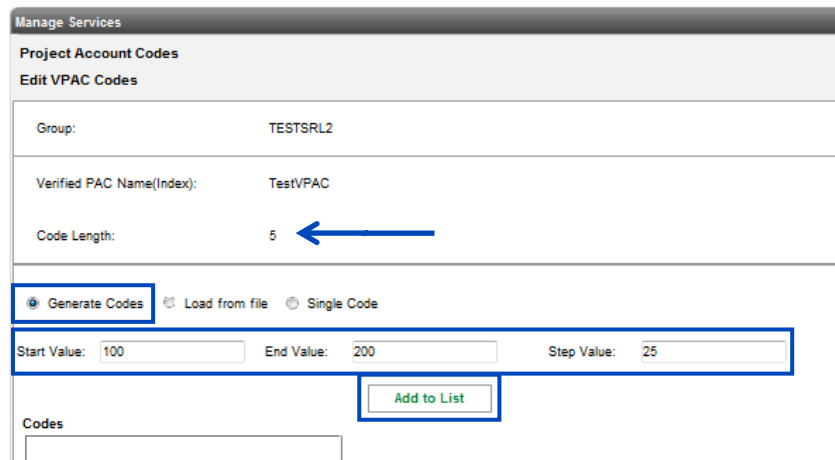 Manage Services
Project Account Codes
Edit VPAC Codes
Group: TESTSRL2
Verified PAC Name(Index): TestVPAC
Code Length: 5
Generate Codes Load from file Single Code
Start Value: 100 End Value: 200 Step Value: 25
Add to List
Codes